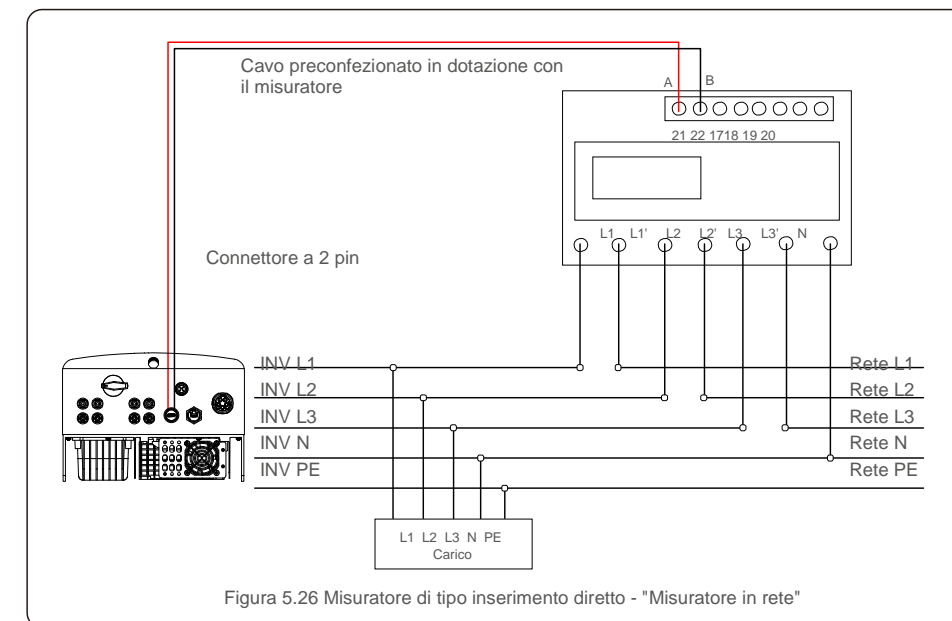 Cavo preconfezionato in dotazione con
il misuratore
A B
21 22 1718 19 20
L1 L1' L2 L2' L3 L3' N
Connettore a 2 pin
INV L1 Rete L1
INV L2 Rete L2
INV L3 Rete L3
INV N Rete N
INV PE Rete PE
L1 L2 L3 N PE
Carico
Figura 5.26 Misuratore di tipo inserimento diretto - "Misuratore in rete"